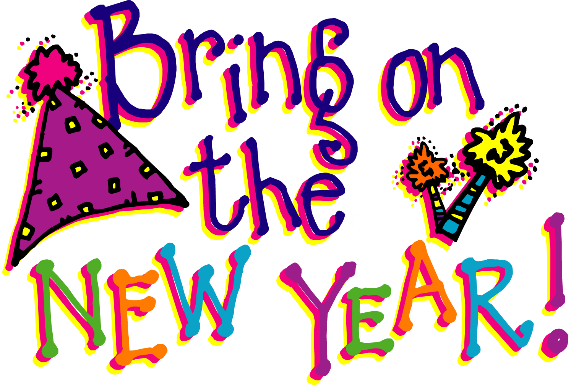 Bring on
the
NEW YEAR!